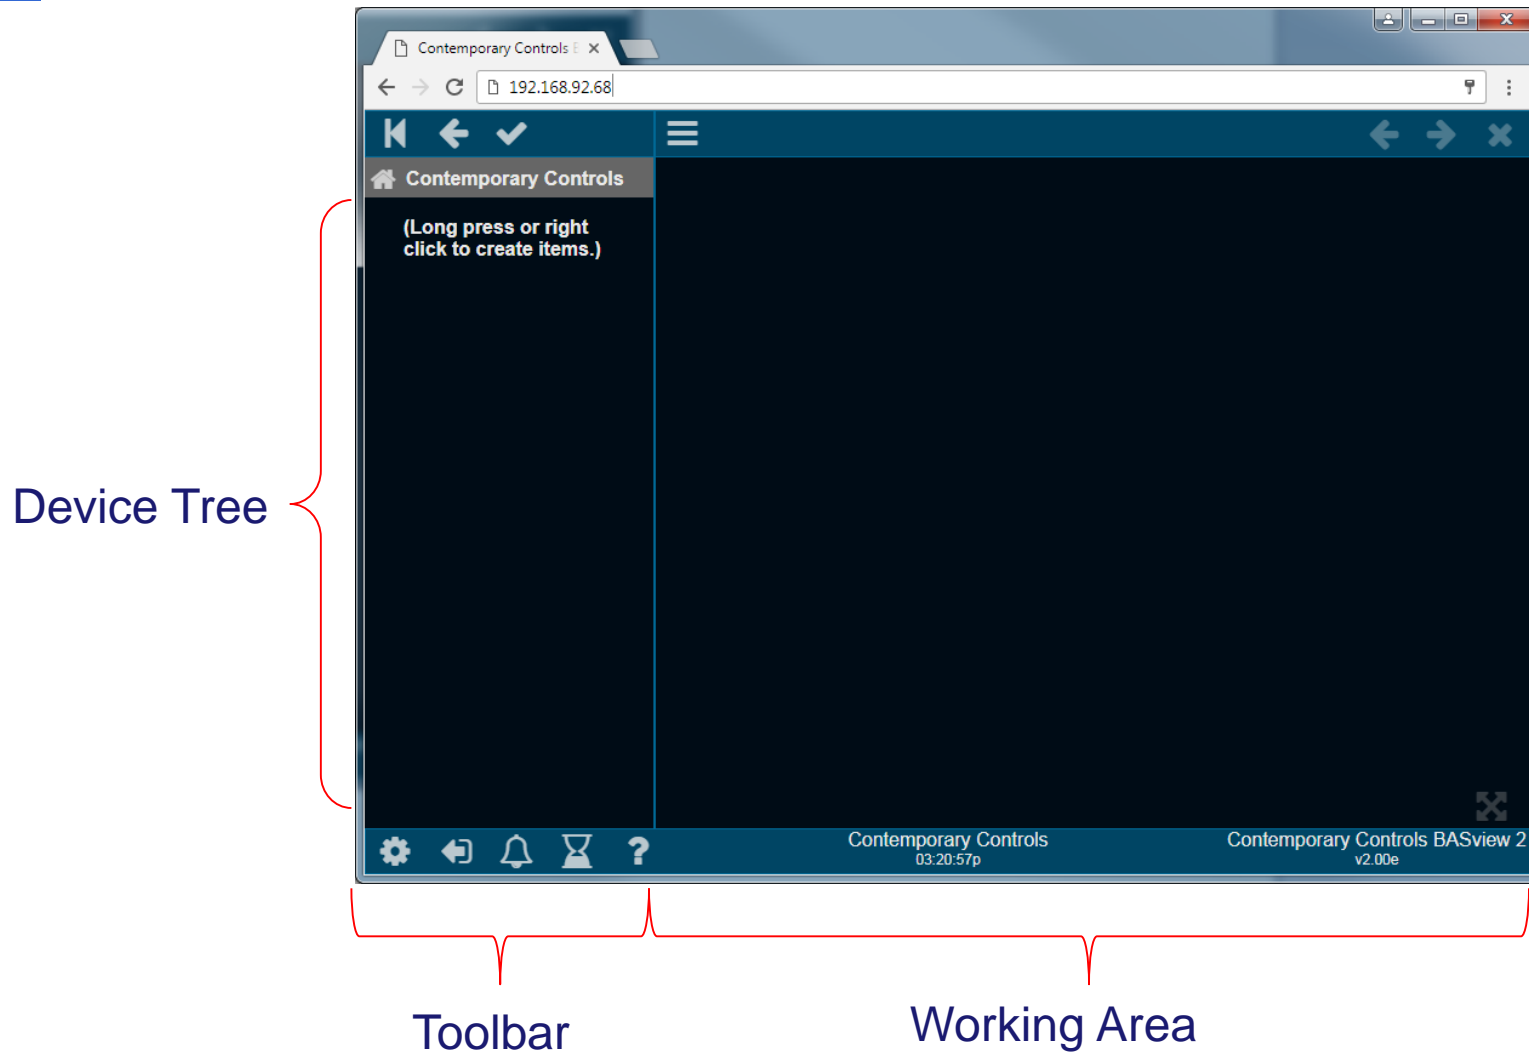 Contemporary Controls
192.168.92.68
Contemporary Controls
(Long press or right
click to create items.)
Device Tree
?
Contemporary Controls
03:20:57p
Contemporary Controls BASview 2
v2.00e
Toolbar
Working Area